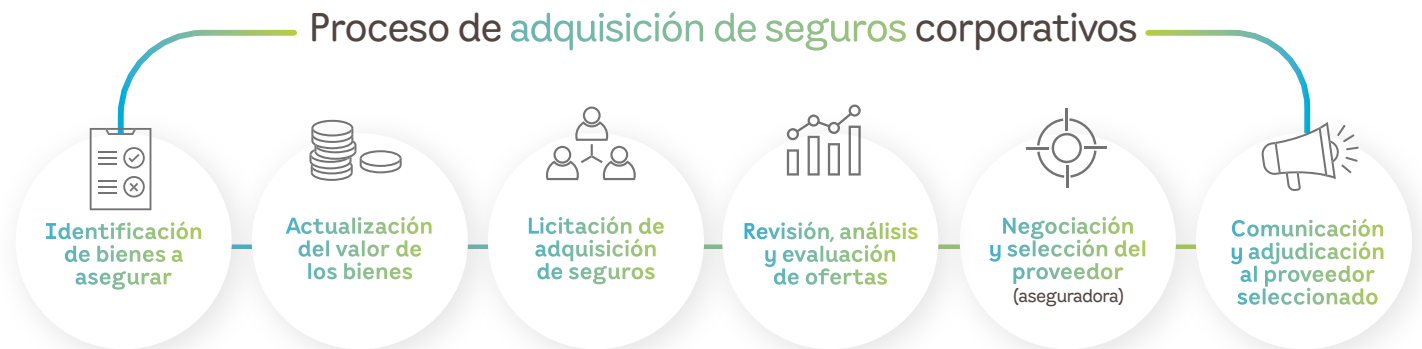 Proceso de adquisición de seguros corporativos
Identificación
de bienes a
asegurar
Actualización
del valor de
los bienes
Licitación de
adquisición
de seguros
Revisión, análisis
y evaluación
de ofertas
Negociación
y selección del
proveedor
(aseguradora)
Comunicación
y adjudicación
al proveedor
seleccionado